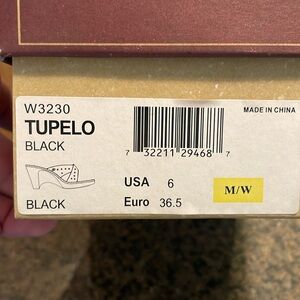 W3230
TUPELO
BLACK
MADE IN CHINA
7 32211 29468 7
USA 6
M/W
BLACK
Euro 36.5